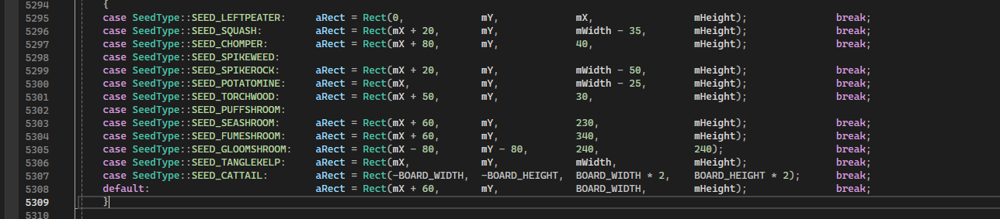 5294 {
5295 case SeedType::SEED_LEFTPEATER: aRect = Rect(0, mY, mX, mHeight); break;
5296 case SeedType::SEED_SQUASH: aRect = Rect(mX + 20, mY, mWidth - 35, mHeight); break;
5297 case SeedType::SEED_CHOMPER: aRect = Rect(mX + 80, mY, 40, mHeight); break;
5298 case SeedType::SEED_SPIKEWEED:
5299 case SeedType::SEED_SPIKEROCK: aRect = Rect(mX + 20, mY, mWidth - 50, mHeight); break;
5300 case SeedType::SEED_POTATOMINE: aRect = Rect(mX, mY, mWidth - 25, mHeight); break;
5301 case SeedType::SEED_TORCHWOOD: aRect = Rect(mX + 50, mY, 30, mHeight); break;
5302 case SeedType::SEED_PUFFSHROOM:
5303 case SeedType::SEED_SEASHROOM: aRect = Rect(mX + 60, mY, 230, mHeight); break;
5304 case SeedType::SEED_FUMESHROOM: aRect = Rect(mX + 60, mY, 340, mHeight); break;
5305 case SeedType::SEED_GLOOMSHROOM: aRect = Rect(mX - 80, mY - 80, 240, 240); break;
5306 case SeedType::SEED_TANGLEKELP: aRect = Rect(mX, mY, mWidth, mHeight); break;
5307 case SeedType::SEED_CATTAIL: aRect = Rect(-BOARD_WIDTH, -BOARD_HEIGHT, BOARD_WIDTH * 2, BOARD_HEIGHT * 2); break;
5308 default: aRect = Rect(mX + 60, mY, BOARD_WIDTH, mHeight); break;
5309 }
5310